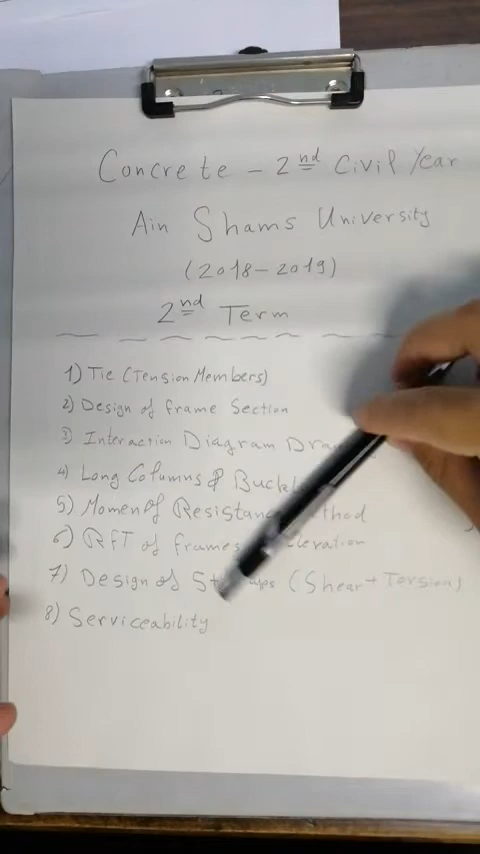 Concrete - 2nd Civil Year
Ain Shams University
(2018-2019)
2nd Term
1) Tie (Tension Members)
2) Design of Frame Section
3) Interaction Diagram
4) Long Columns &
5) Moment of
6) RFT of frames
7) Design of (Shear + Torsion)
8) Serviceability